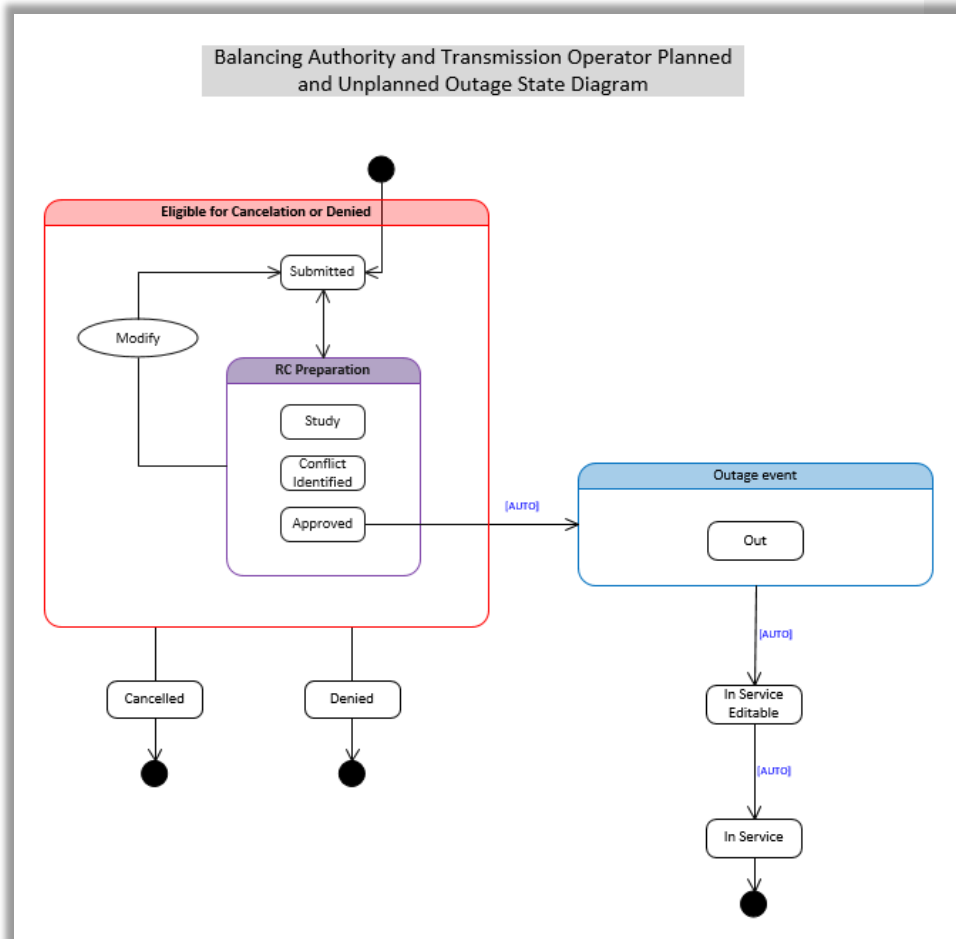 Balancing Authority and Transmission Operator Planned
and Unplanned Outage State Diagram
Eligible for Cancelation or Denied
Submitted
Modify
RC Preparation
Study
Conflict
Identified
Approved
[AUTO]
Outage event
Out
[AUTO]
Cancelled
Denied
In Service
Editable
[AUTO]
In Service